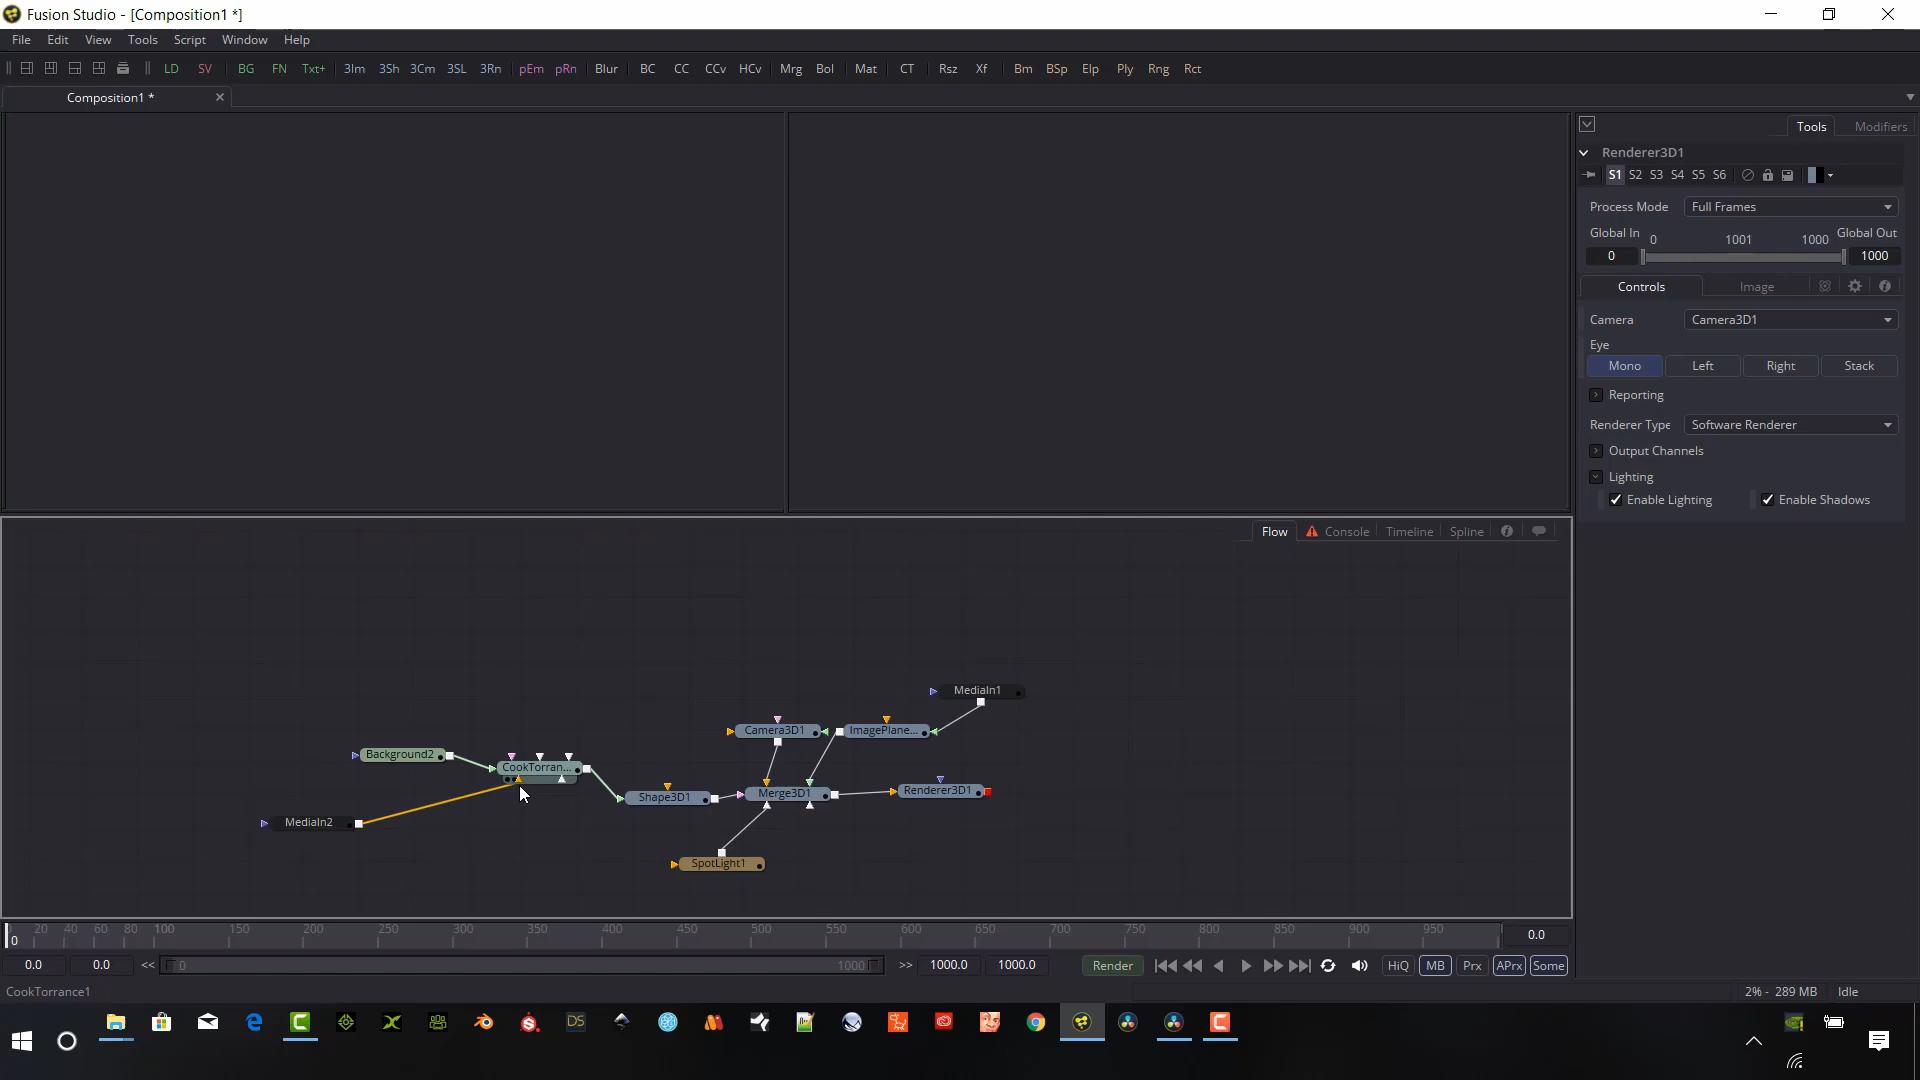 Fusion Studio - [Composition1 *]
File Edit View Tools Script Window Help
LD SV BG FN Txt+ 3Im 3Sh 3Cm 3SL 3Rn pEm pRn Blur BC CC CCv HCv Mrg Bol Mat CT Rsz Xf Bm BSp Elp Ply Rng Rct
Composition1 *
Tools Modifiers
Renderer3D1
S1 S2 S3 S4 S5 S6
Process Mode Full Frames
Global In 0 1001 1000 Global Out
0 1000
Controls Image
Camera Camera3D1
Eye
Mono Left Right Stack
Reporting
Renderer Type Software Renderer
Output Channels
Lighting
Enable Lighting Enable Shadows
Flow Console Timeline Spline
MediaIn1
Camera3D1 ImagePlane...
Background2
CookTorran...
Shape3D1 Merge3D1 Renderer3D1
MediaIn2
SpotLight1
0 20 40 60 80 100 150 200 250 300 350 400 450 500 550 600 650 700 750 800 850 900 950 0.0
0.0 0.0 << 0 1000 >> 1000.0 1000.0 Render HiQ MB Prx APrx Some
CookTorrance1 2% - 289 MB Idle
DS